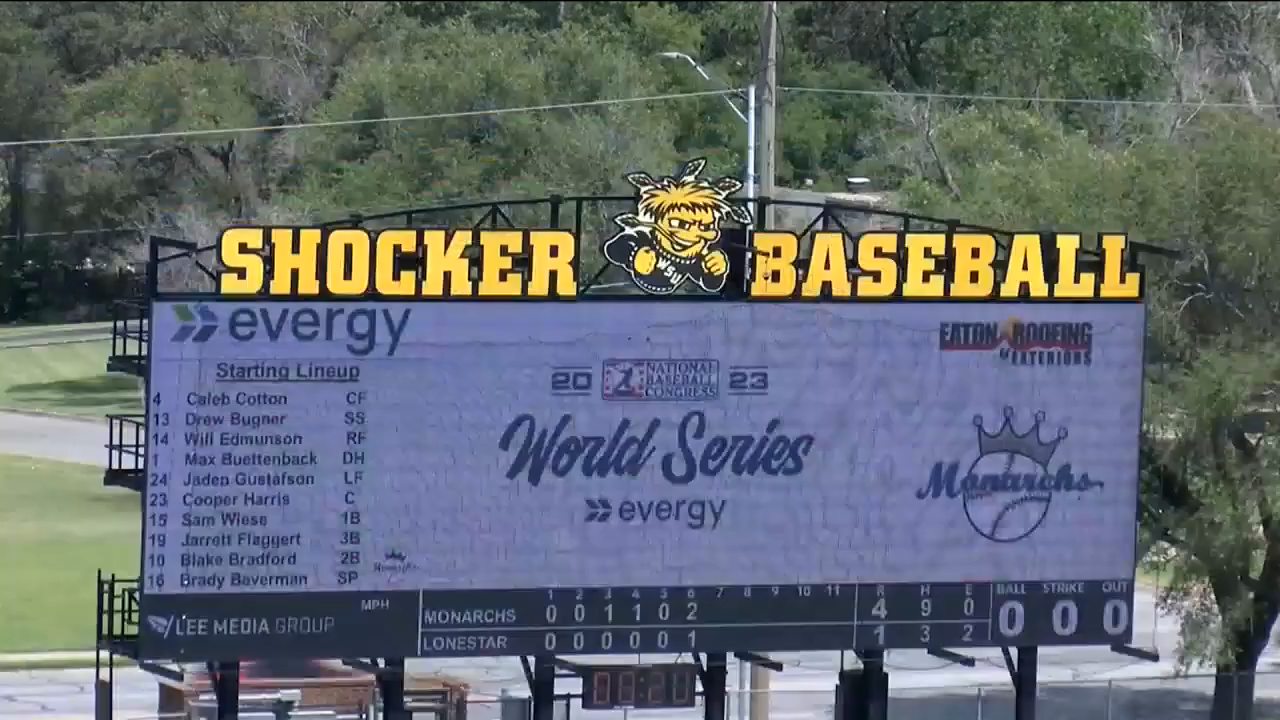 SHOCKER BASEBALL
WSU
evergy
EATON ROOFING
& EXTERIORS
Starting Lineup
4 Caleb Cotton CF
13 Drew Bugner SS
14 Will Edmunson RF
1 Max Buettenback DH
24 Jaden Gustafson LF
23 Cooper Harris C
15 Sam Wiese 1B
19 Jarrett Flaggert 3B
10 Blake Bradford 2B
16 Brady Baverman SP
Monarchs
20 NATIONAL BASEBALL CONGRESS 23
World Series
evergy
Monarchs
MPH
LEE MEDIA GROUP
1 2 3 4 5 6 7 8 9 10 11 R H E BALL STRIKE OUT
MONARCHS 0 0 1 1 0 2 4 9 0 0 0 0
LONESTAR 0 0 0 0 0 1 1 3 2